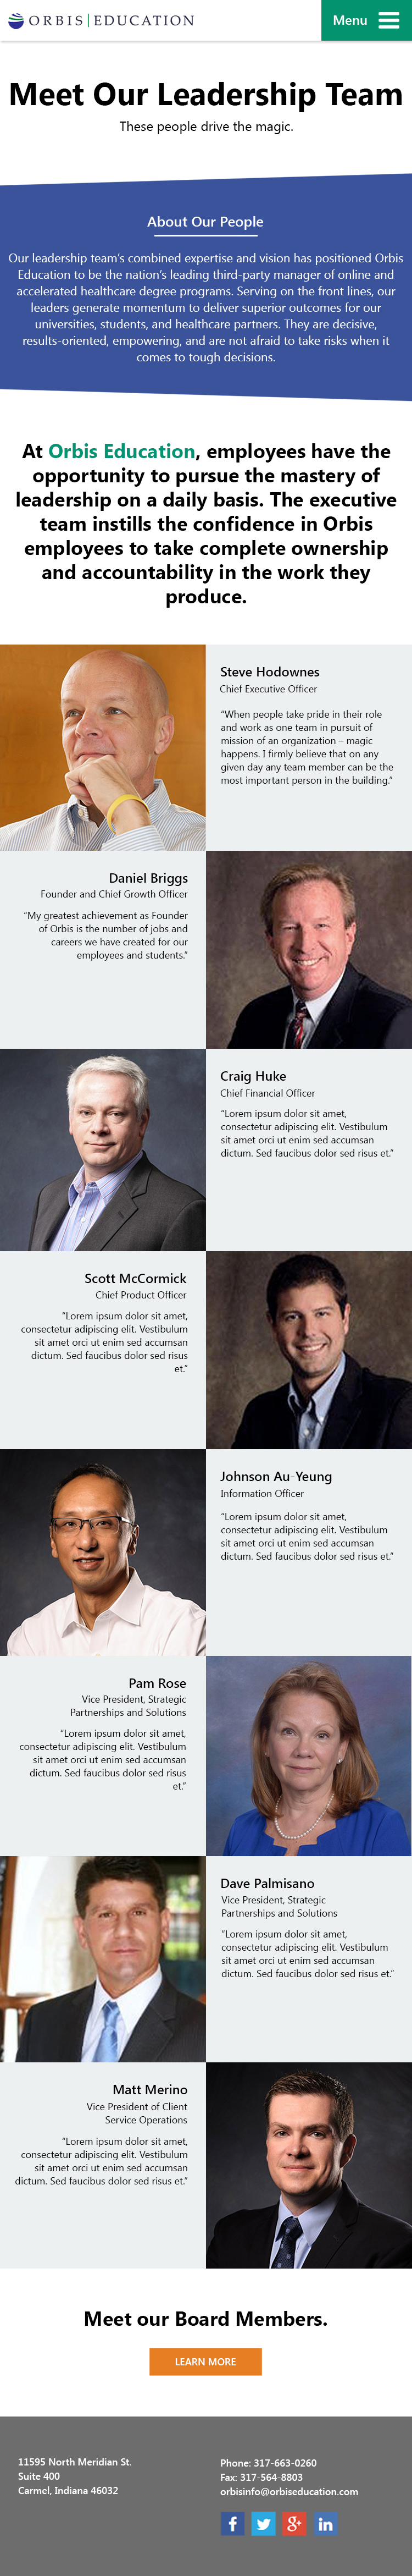 ORBIS|EDUCATION
Menu
Meet Our Leadership Team
These people drive the magic.
About Our People
Our leadership team's combined expertise and vision has positioned Orbis
Education to be the nation's leading third-party manager of online and
accelerated healthcare degree programs. Serving on the front lines, our
leaders generate momentum to deliver superior outcomes for our
universities, students, and healthcare partners. They are decisive,
results-oriented, empowering, and are not afraid to take risks when it
comes to tough decisions.
At Orbis Education, employees have the
opportunity to pursue the mastery of
leadership on a daily basis. The executive
team instills the confidence in Orbis
employees to take complete ownership
and accountability in the work they
produce.
Steve Hodownes
Chief Executive Officer
“When people take pride in their role
and work as one team in pursuit of
mission of an organization – magic
happens. I firmly believe that on any
given day any team member can be the
most important person in the building.”
Daniel Briggs
Founder and Chief Growth Officer
“My greatest achievement as Founder
of Orbis is the number of jobs and
careers we have created for our
employees and students.”
Craig Huke
Chief Financial Officer
“Lorem ipsum dolor sit amet,
consectetur adipiscing elit. Vestibulum
sit amet orci ut enim sed accumsan
dictum. Sed faucibus dolor sed risus et.”
Scott McCormick
Chief Product Officer
“Lorem ipsum dolor sit amet,
consectetur adipiscing elit. Vestibulum
sit amet orci ut enim sed accumsan
dictum. Sed faucibus dolor sed risus
et.”
Johnson Au-Yeung
Information Officer
“Lorem ipsum dolor sit amet,
consectetur adipiscing elit. Vestibulum
sit amet orci ut enim sed accumsan
dictum. Sed faucibus dolor sed risus et.”
Pam Rose
Vice President, Strategic
Partnerships and Solutions
“Lorem ipsum dolor sit amet,
consectetur adipiscing elit. Vestibulum
sit amet orci ut enim sed accumsan
dictum. Sed faucibus dolor sed risus
et.”
Dave Palmisano
Vice President, Strategic
Partnerships and Solutions
“Lorem ipsum dolor sit amet,
consectetur adipiscing elit. Vestibulum
sit amet orci ut enim sed accumsan
dictum. Sed faucibus dolor sed risus et.”
Matt Merino
Vice President of Client
Service Operations
“Lorem ipsum dolor sit amet,
consectetur adipiscing elit. Vestibulum
sit amet orci ut enim sed accumsan
dictum. Sed faucibus dolor sed risus et.”
Meet our Board Members.
LEARN MORE
11595 North Meridian St.
Suite 400
Carmel, Indiana 46032
Phone: 317-663-0260
Fax: 317-564-8803
orbisinfo@orbiseducation.com
f
g+
in